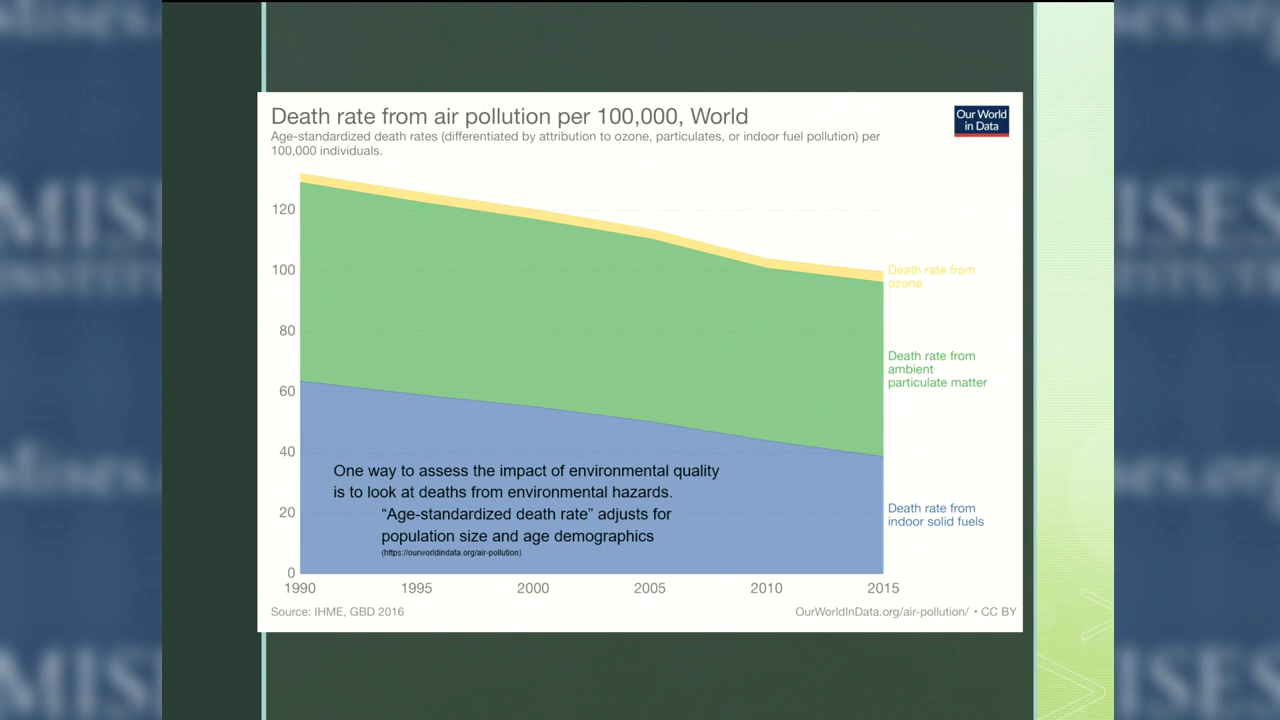 Death rate from air pollution per 100,000, World
Age-standardized death rates (differentiated by attribution to ozone, particulates, or indoor fuel pollution) per
100,000 individuals.
Our World
in Data
120
100
80
60
40
20
0
Death rate from
ozone
Death rate from
ambient
particulate matter
Death rate from
indoor solid fuels
One way to assess the impact of environmental quality
is to look at deaths from environmental hazards.
“Age-standardized death rate” adjusts for
population size and age demographics
(https://ourworldindata.org/air-pollution)
1990 1995 2000 2005 2010 2015
Source: IHME, GBD 2016
OurWorldInData.org/air-pollution/ • CC BY